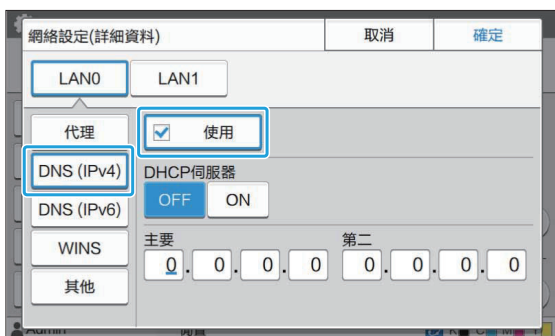 網絡設定(詳細資料) 取消 確定
LAN0 LAN1
代理 使用
DNS (IPv4) DHCP伺服器
OFF ON
DNS (IPv6)
WINS 主要 第二
0. 0. 0. 0 0. 0. 0. 0
其他
Admin